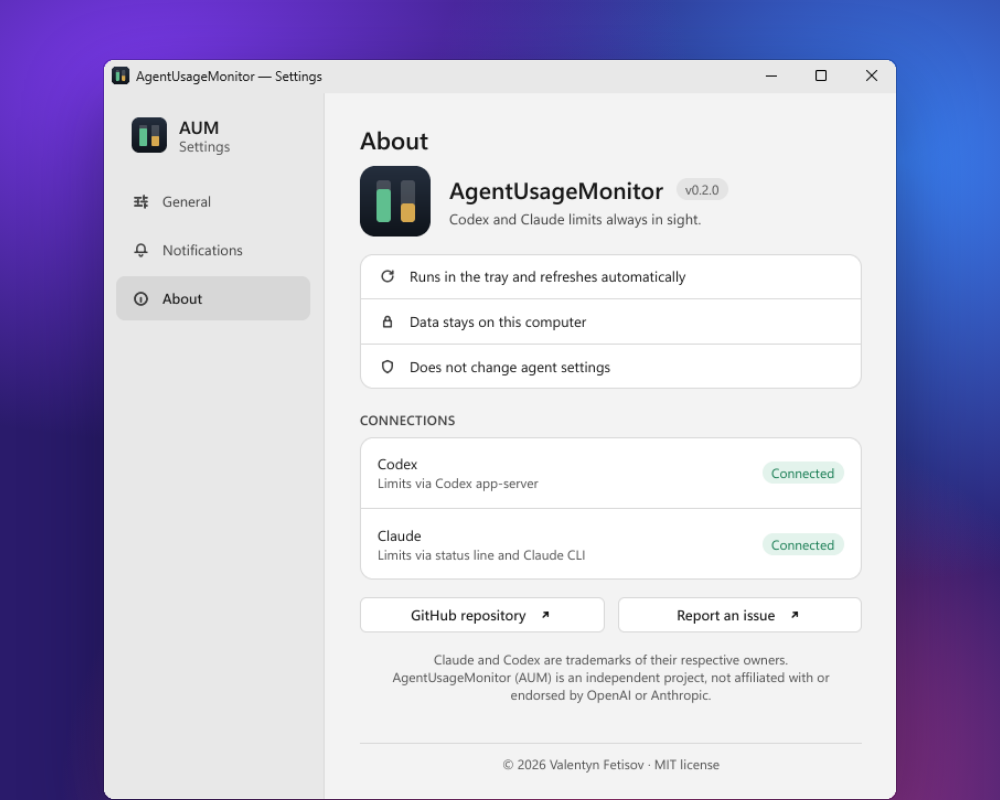 AgentUsageMonitor — Settings
AUM
Settings
General
Notifications
About
About
AgentUsageMonitor v0.2.0
Codex and Claude limits always in sight.
Runs in the tray and refreshes automatically
Data stays on this computer
Does not change agent settings
CONNECTIONS
Codex
Limits via Codex app-server
Connected
Claude
Limits via status line and Claude CLI
Connected
GitHub repository
Report an issue
Claude and Codex are trademarks of their respective owners.
AgentUsageMonitor (AUM) is an independent project, not affiliated with or
endorsed by OpenAI or Anthropic.
© 2026 Valentyn Fetisov · MIT license